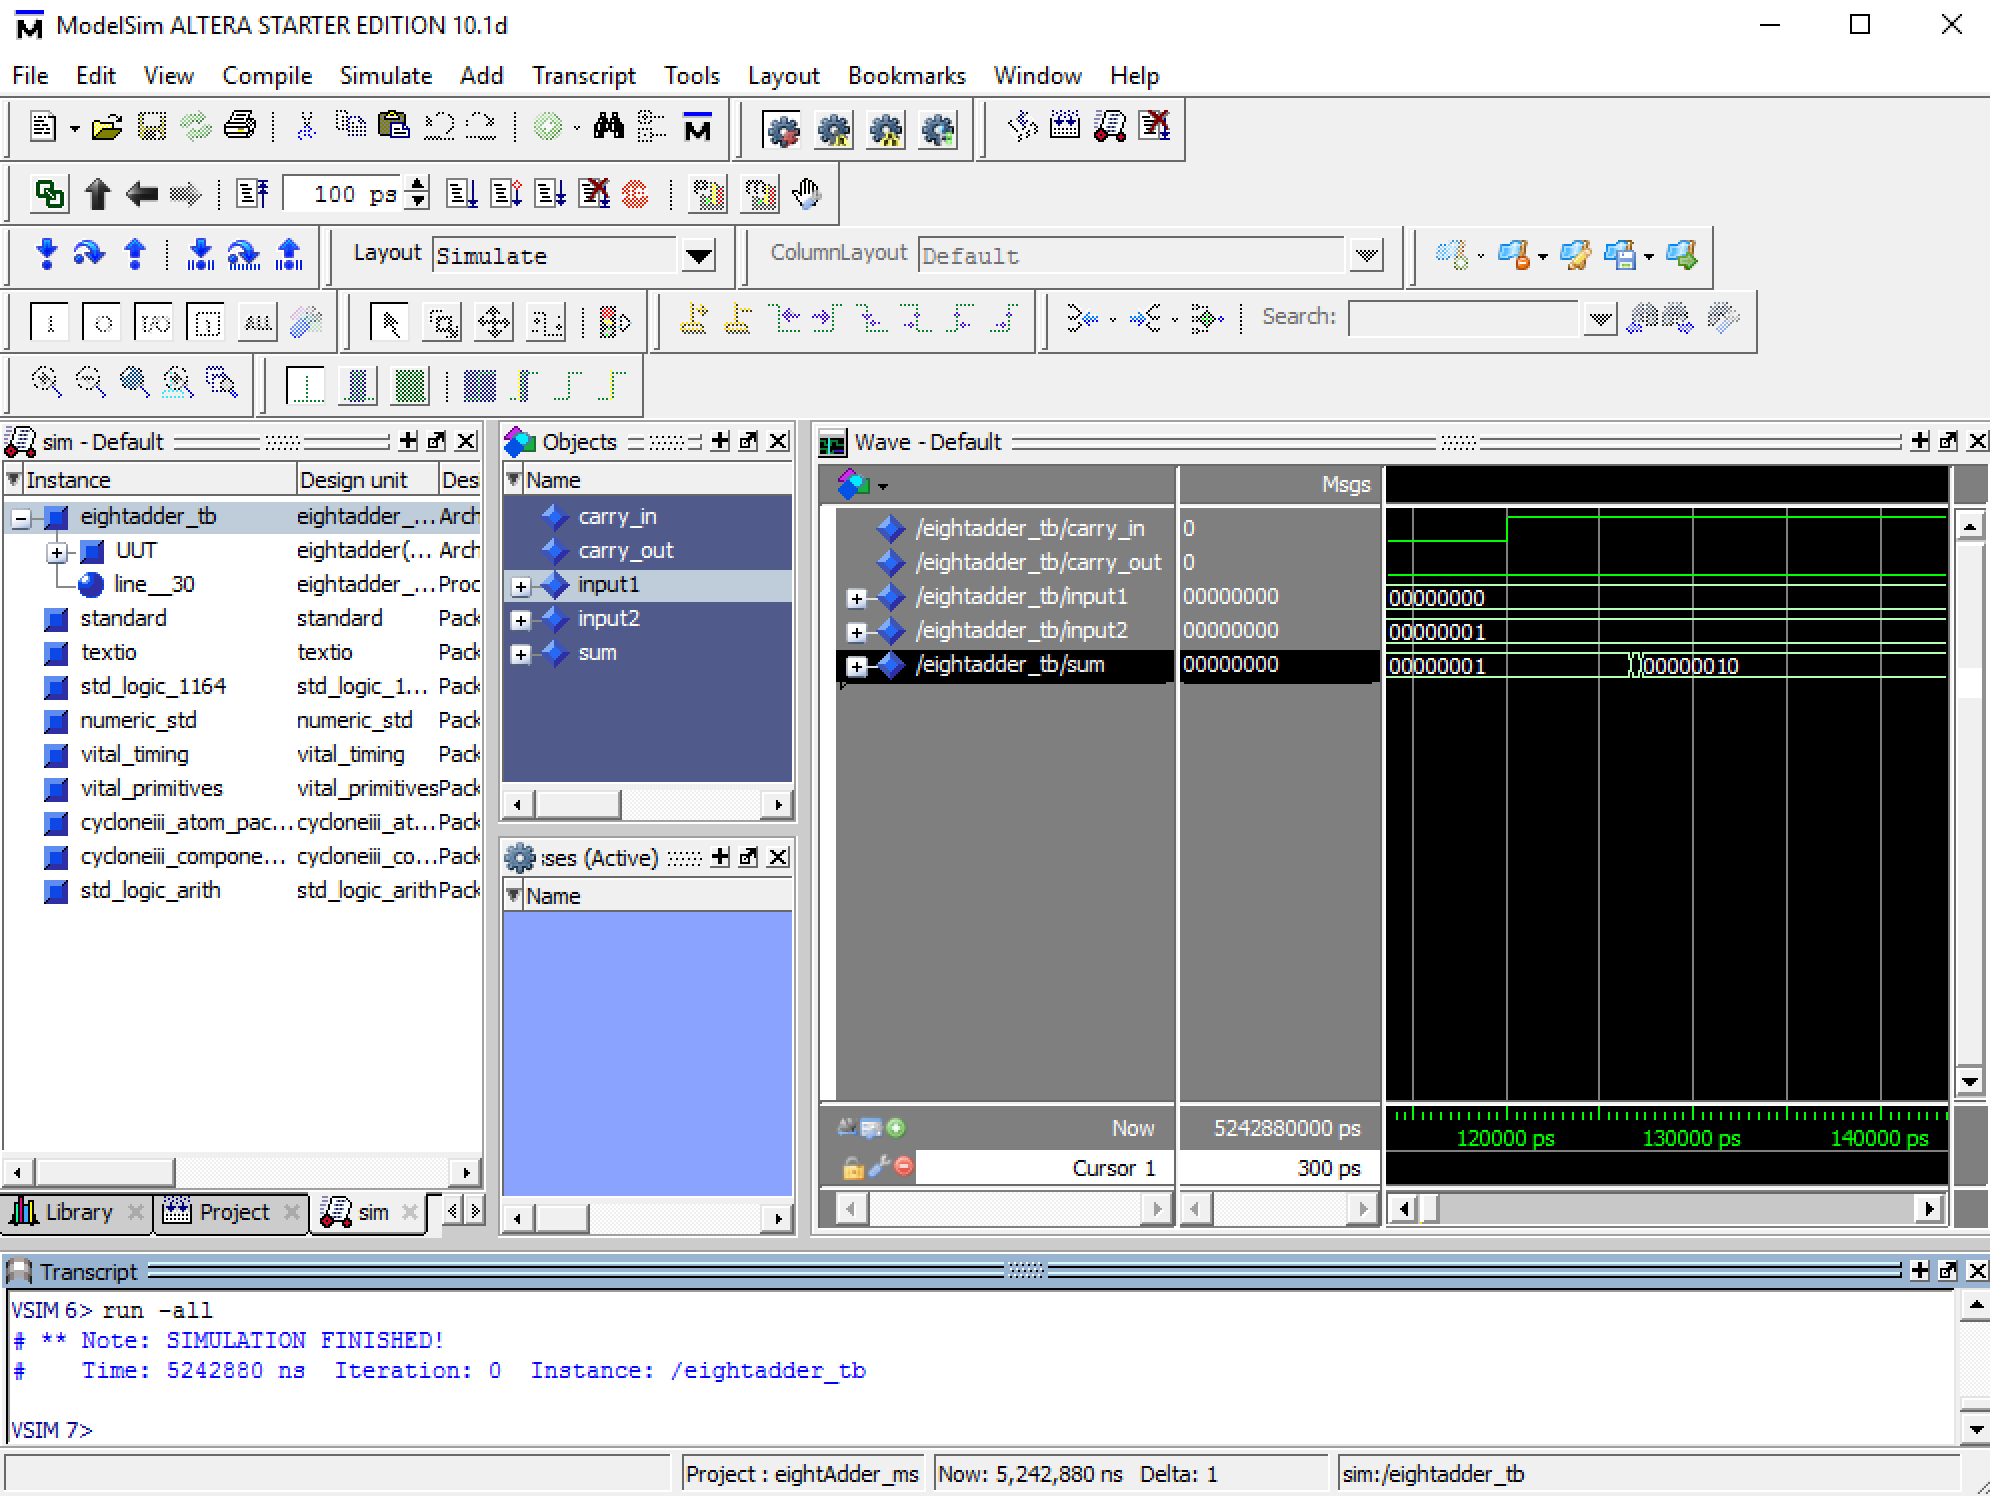 ModelSim ALTERA STARTER EDITION 10.1d
File Edit View Compile Simulate Add Transcript Tools Layout Bookmarks Window Help
100 ps
Layout Simulate ColumnLayout Default
I/O ALL Search:
sim - Default
Instance Design unit Des
eightadder_tb eightadder_... Arch
UUT eightadder(... Arch
line__30 eightadder_... Proc
standard standard Pack
textio textio Pack
std_logic_1164 std_logic_1... Pack
numeric_std numeric_std Pack
vital_timing vital_timing Pack
vital_primitives vital_primitives Pack
cycloneiii_atom_pac... cycloneiii_at... Pack
cycloneiii_compone... cycloneiii_co... Pack
std_logic_arith std_logic_arith Pack
Library Project sim
Objects
Name
carry_in
carry_out
input1
input2
sum
sses (Active)
Name
Wave - Default
Msgs
/eightadder_tb/carry_in 0
/eightadder_tb/carry_out 0
/eightadder_tb/input1 00000000 00000000
/eightadder_tb/input2 00000000 00000001
/eightadder_tb/sum 00000000 00000001 00000010
Now 5242880000 ps 120000 ps 130000 ps 140000 ps
Cursor 1 300 ps
Transcript
VSIM 6> run -all
# ** Note: SIMULATION FINISHED!
# Time: 5242880 ns Iteration: 0 Instance: /eightadder_tb
VSIM 7>
Project : eightAdder_ms Now: 5,242,880 ns Delta: 1 sim:/eightadder_tb